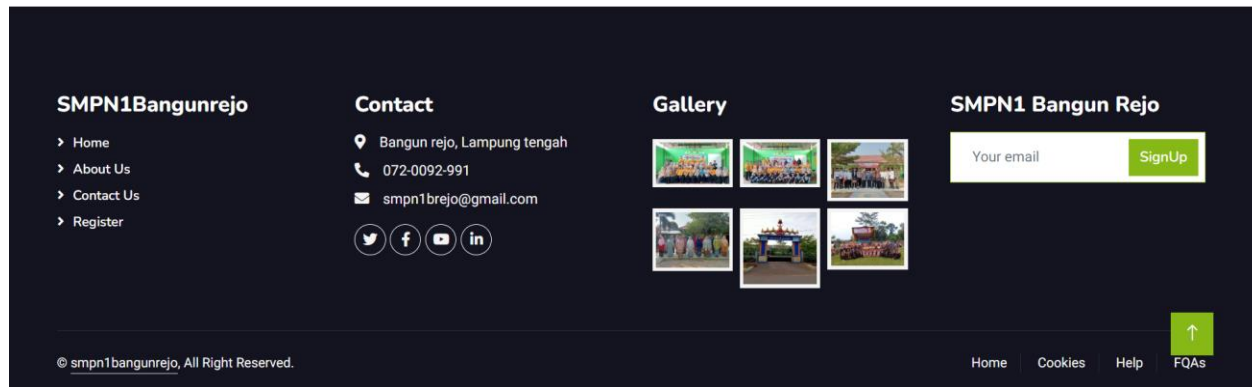 SMPN1Bangunrejo
Home
About Us
Contact Us
Register
Contact
Bangun rejo, Lampung tengah
072-0092-991
smpn1brejo@gmail.com
Gallery
SMPN1 Bangun Rejo
Your email
SignUp
© smpn1bangunrejo, All Right Reserved.
Home
Cookies
Help
FQAs